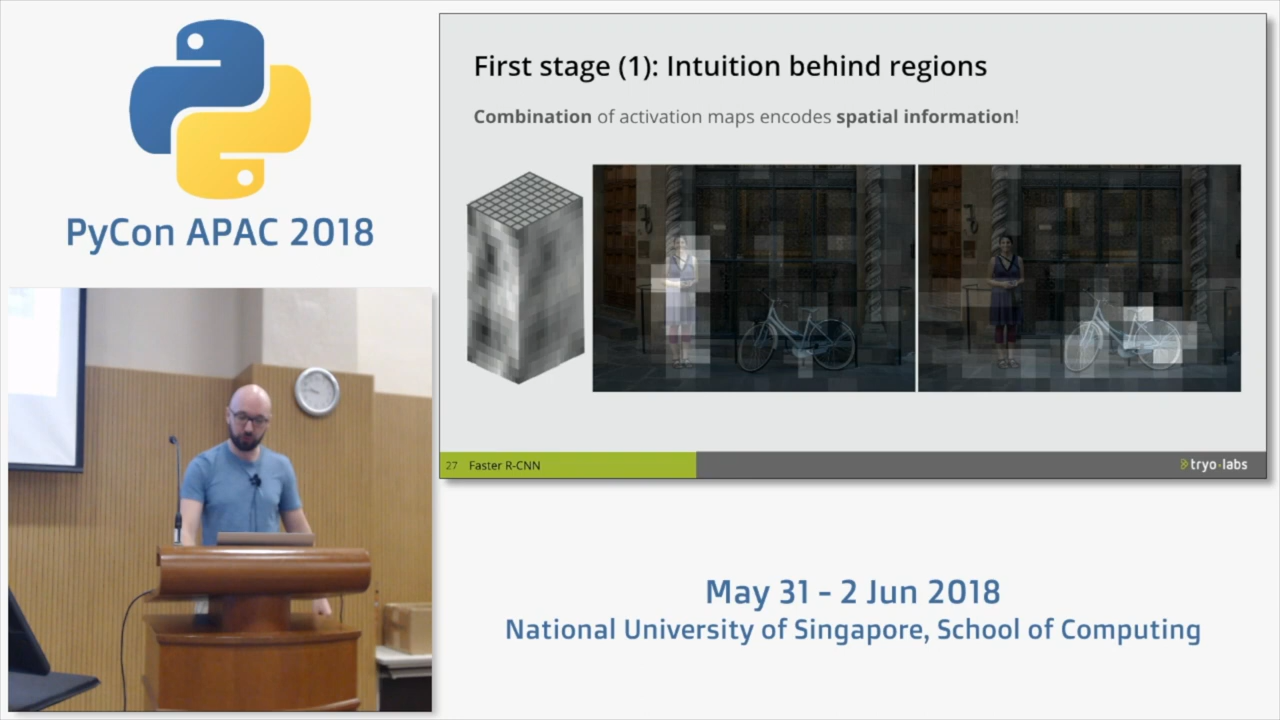 PyCon APAC 2018
First stage (1): Intuition behind regions
Combination of activation maps encodes spatial information!
27 Faster R-CNN
tryo labs
May 31 - 2 Jun 2018
National University of Singapore, School of Computing